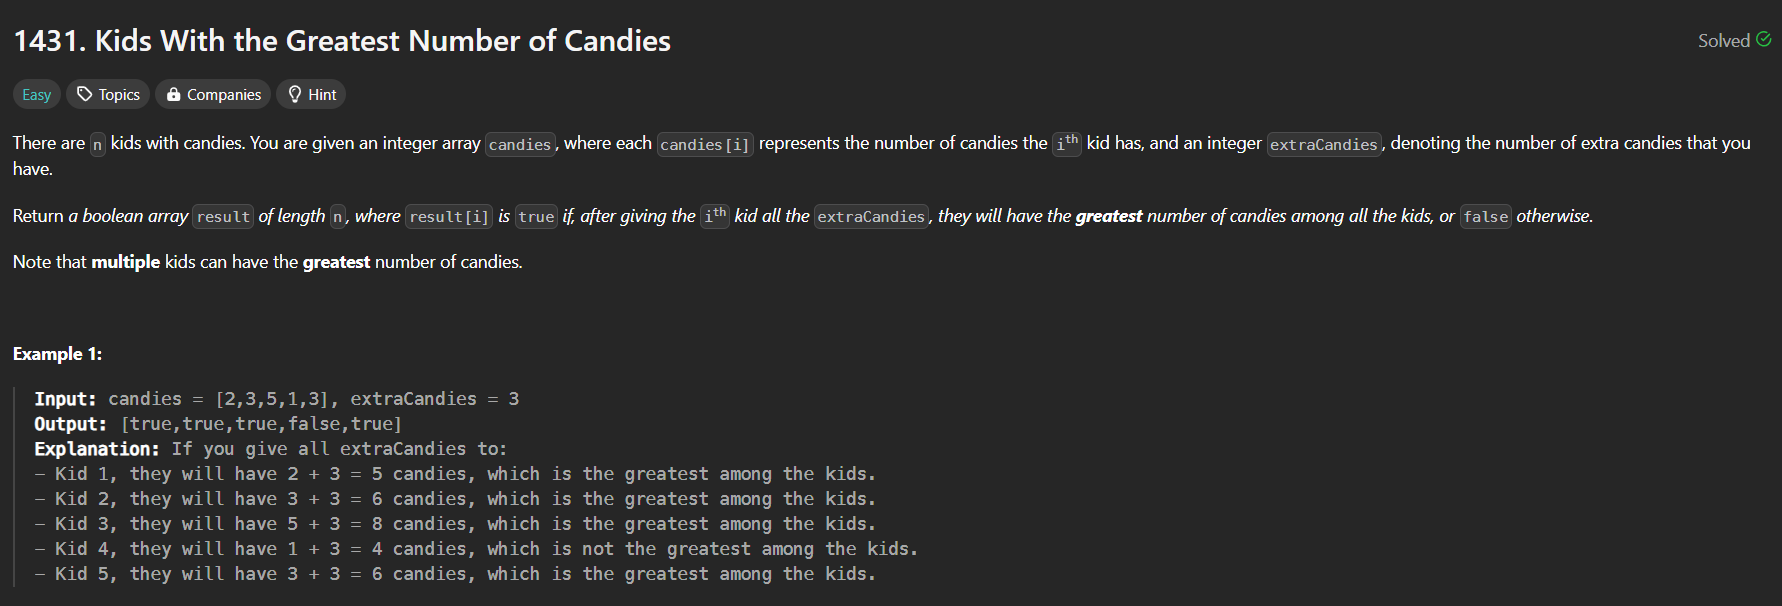 1431. Kids With the Greatest Number of Candies
Solved
Easy Topics Companies Hint
There are n kids with candies. You are given an integer array candies, where each candies[i] represents the number of candies the ith kid has, and an integer extraCandies, denoting the number of extra candies that you
have.
Return a boolean array result of length n, where result[i] is true if, after giving the ith kid all the extraCandies, they will have the greatest number of candies among all the kids, or false otherwise.
Note that multiple kids can have the greatest number of candies.
Example 1:
Input: candies = [2,3,5,1,3], extraCandies = 3
Output: [true,true,true,false,true]
Explanation: If you give all extraCandies to:
- Kid 1, they will have 2 + 3 = 5 candies, which is the greatest among the kids.
- Kid 2, they will have 3 + 3 = 6 candies, which is the greatest among the kids.
- Kid 3, they will have 5 + 3 = 8 candies, which is the greatest among the kids.
- Kid 4, they will have 1 + 3 = 4 candies, which is not the greatest among the kids.
- Kid 5, they will have 3 + 3 = 6 candies, which is the greatest among the kids.